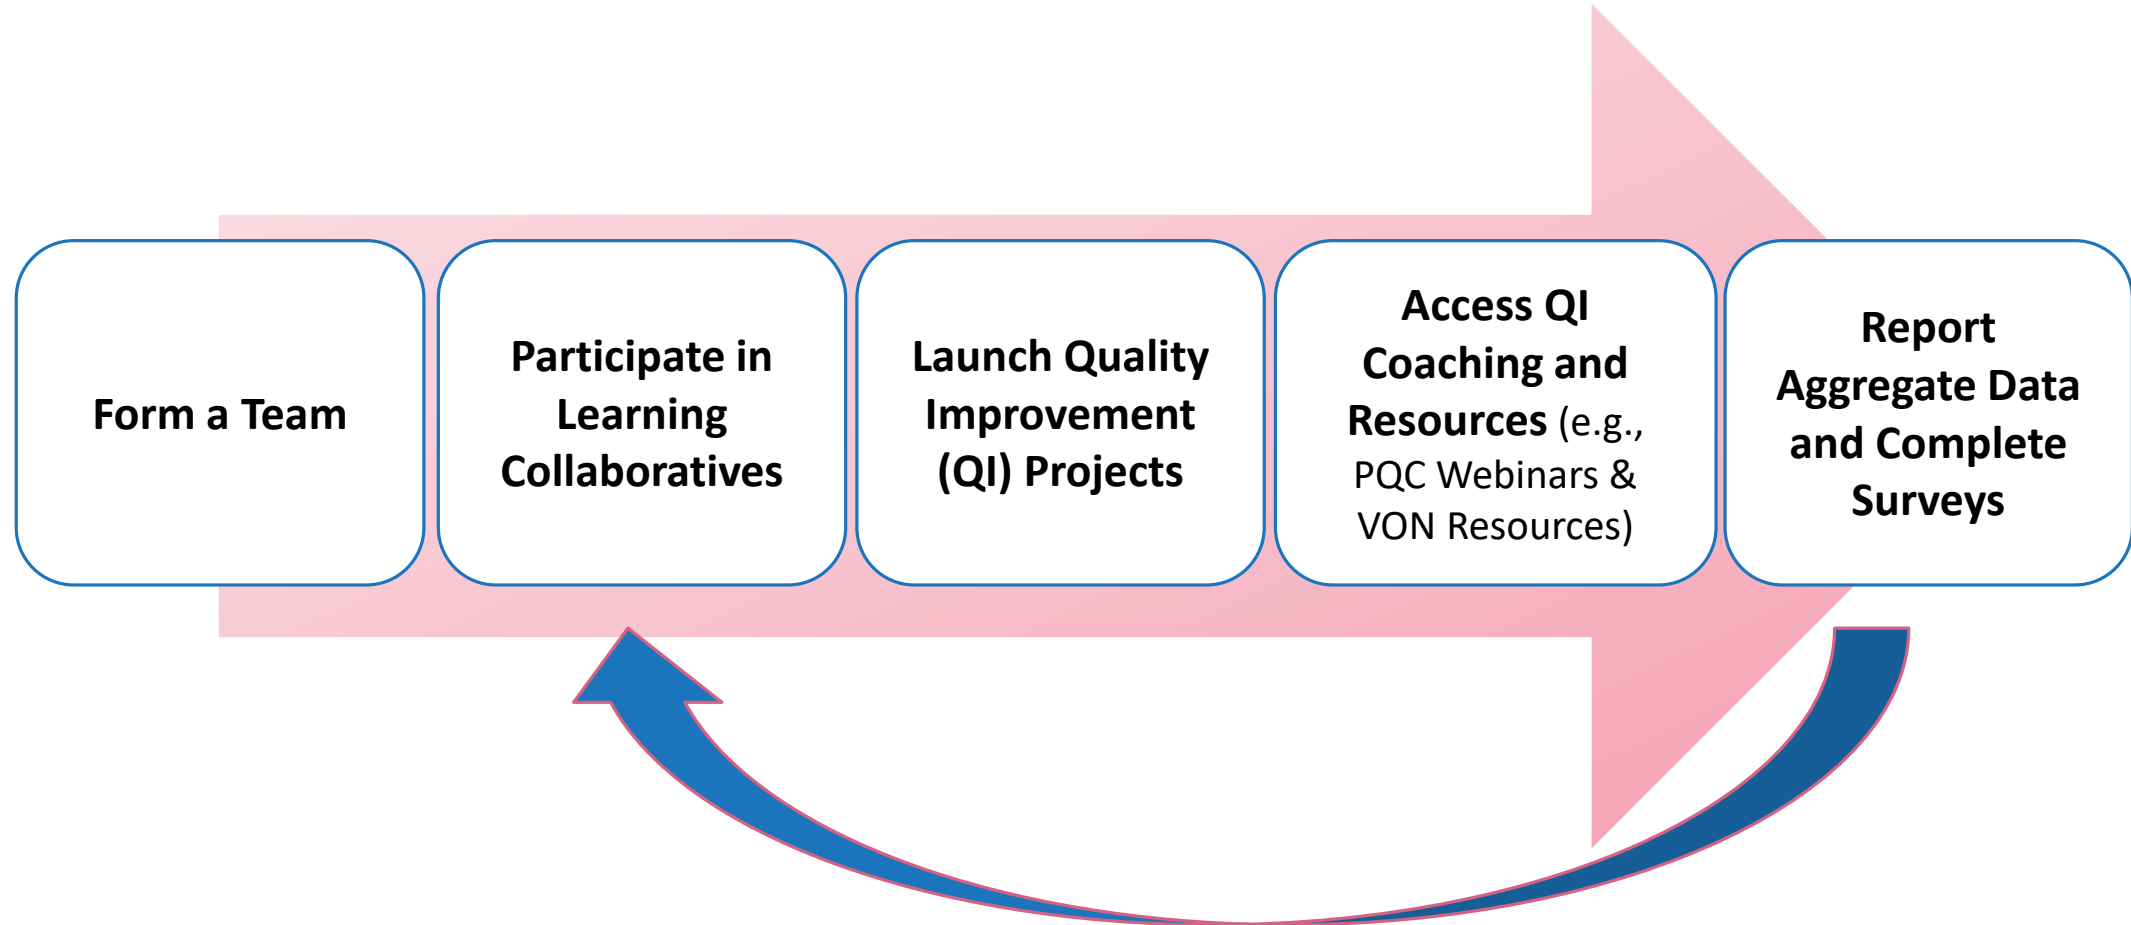 Form a Team
Participate in
Learning
Collaboratives
Launch Quality
Improvement
(QI) Projects
Access QI
Coaching and
Resources (e.g.,
PQC Webinars &
VON Resources)
Report
Aggregate Data
and Complete
Surveys